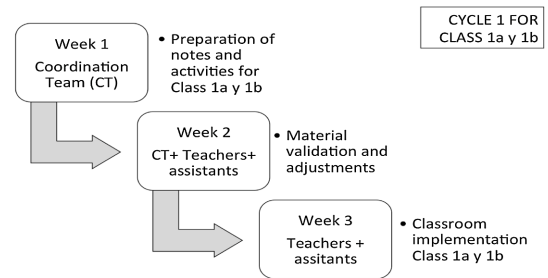 CYCLE 1 FOR
CLASS 1a y 1b
Week 1
Coordination
Team (CT)
• Preparation of
notes and
activities for
Class 1a y 1b
Week 2
CT+ Teachers+
assistants
• Material
validation and
adjustments
Week 3
Teachers +
assitants
• Classroom
implementation
Class 1a y 1b